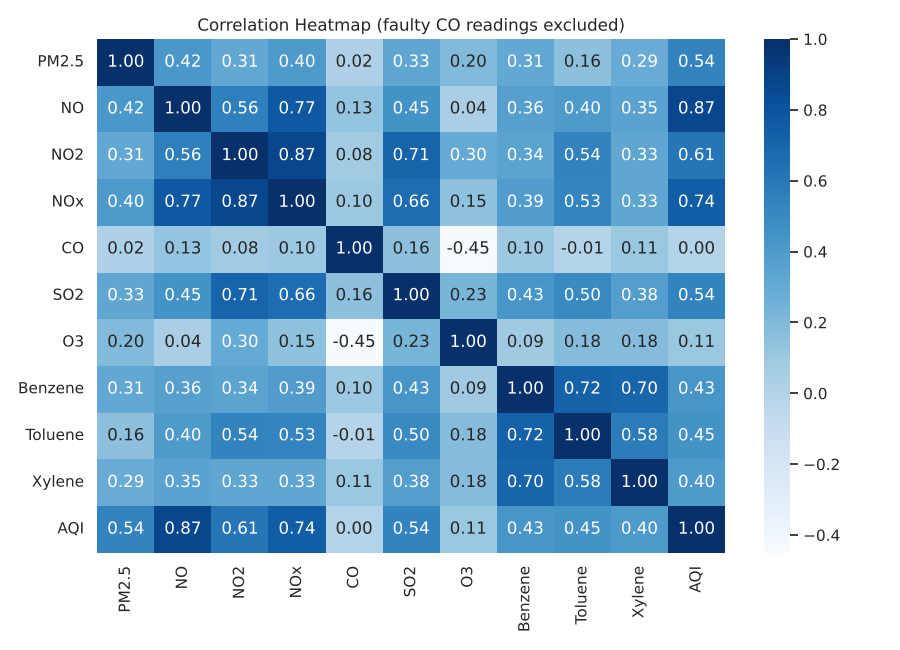 Correlation Heatmap (faulty CO readings excluded)
PM2.5 1.00 0.42 0.31 0.40 0.02 0.33 0.20 0.31 0.16 0.29 0.54
NO 0.42 1.00 0.56 0.77 0.13 0.45 0.04 0.36 0.40 0.35 0.87
NO2 0.31 0.56 1.00 0.87 0.08 0.71 0.30 0.34 0.54 0.33 0.61
NOx 0.40 0.77 0.87 1.00 0.10 0.66 0.15 0.39 0.53 0.33 0.74
CO 0.02 0.13 0.08 0.10 1.00 0.16 -0.45 0.10 -0.01 0.11 0.00
SO2 0.33 0.45 0.71 0.66 0.16 1.00 0.23 0.43 0.50 0.38 0.54
O3 0.20 0.04 0.30 0.15 -0.45 0.23 1.00 0.09 0.18 0.18 0.11
Benzene 0.31 0.36 0.34 0.39 0.10 0.43 0.09 1.00 0.72 0.70 0.43
Toluene 0.16 0.40 0.54 0.53 -0.01 0.50 0.18 0.72 1.00 0.58 0.45
Xylene 0.29 0.35 0.33 0.33 0.11 0.38 0.18 0.70 0.58 1.00 0.40
AQI 0.54 0.87 0.61 0.74 0.00 0.54 0.11 0.43 0.45 0.40 1.00
PM2.5 NO NO2 NOx CO SO2 O3 Benzene Toluene Xylene AQI
1.0
0.8
0.6
0.4
0.2
0.0
−0.2
−0.4